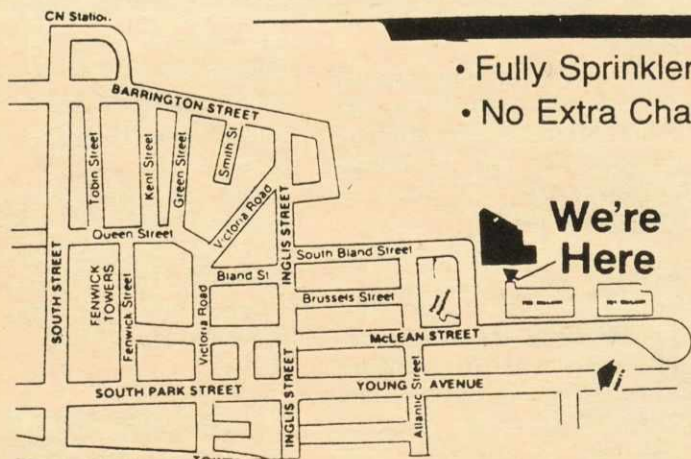 CN Station
• Fully Sprinkler
• No Extra Cha
BARRINGTON STREET
Tobin Street
Kent Street
Green Street
Smith St
Victoria Road
INGLIS STREET
Queen Street
South Bland Street
We're
Here
Bland St
Brussels Street
SOUTH STREET
FENWICK
TOWERS
Fenwick Street
Victoria Road
McLEAN STREET
SOUTH PARK STREET
INGLIS STREET
YOUNG AVENUE
Atlantic Street